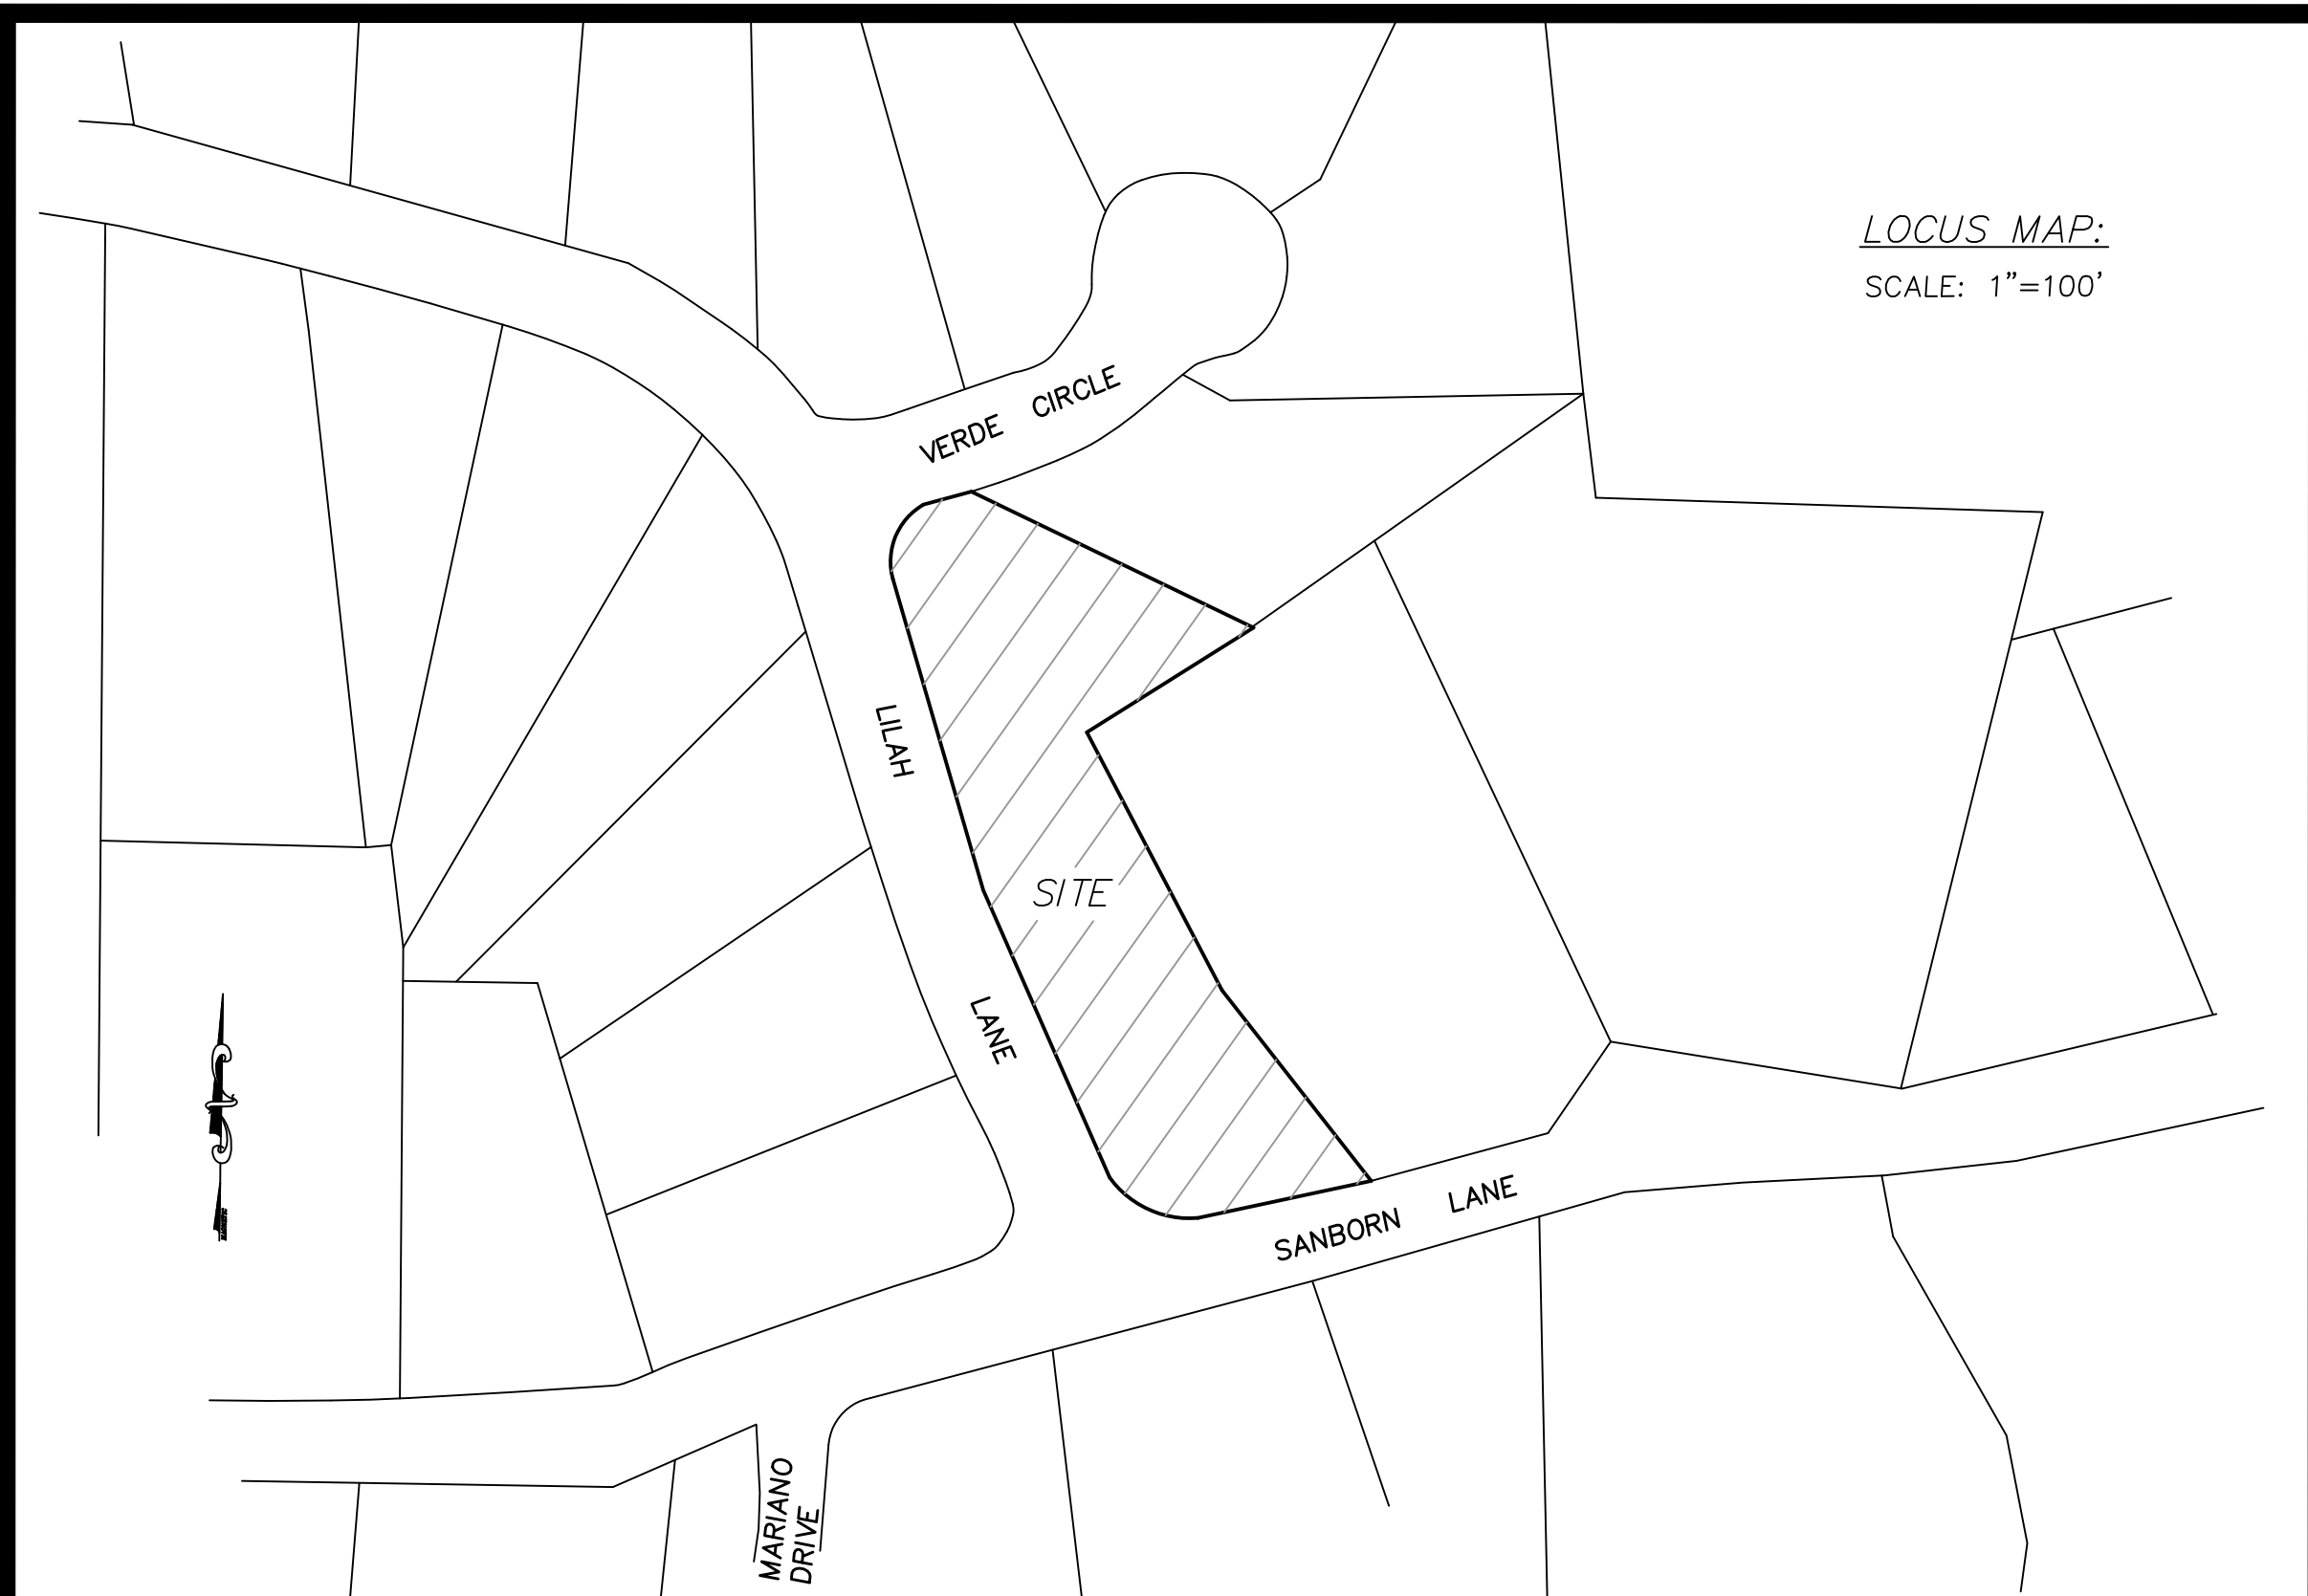 LOCUS MAP:
SCALE: 1"=100'
VERDE CIRCLE
LILAH
LANE
SITE
SANBORN LANE
MARIANO
DRIVE